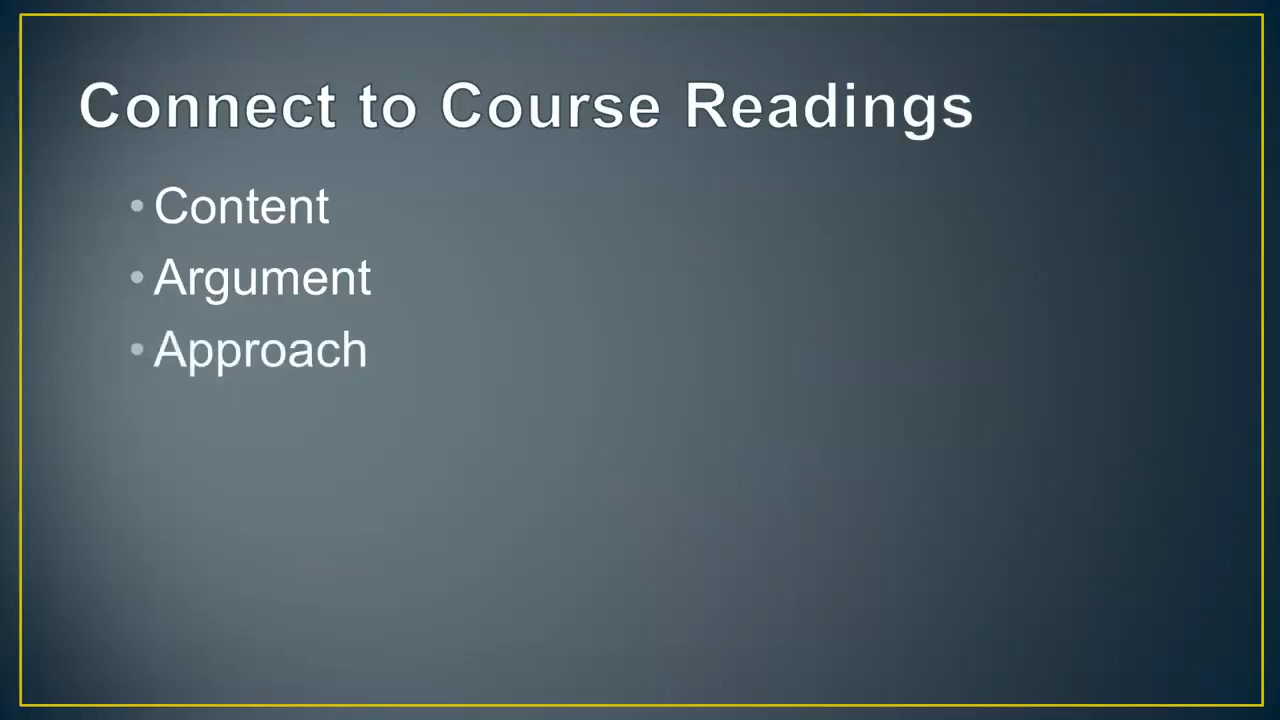 Connect to Course Readings
• Content
• Argument
• Approach